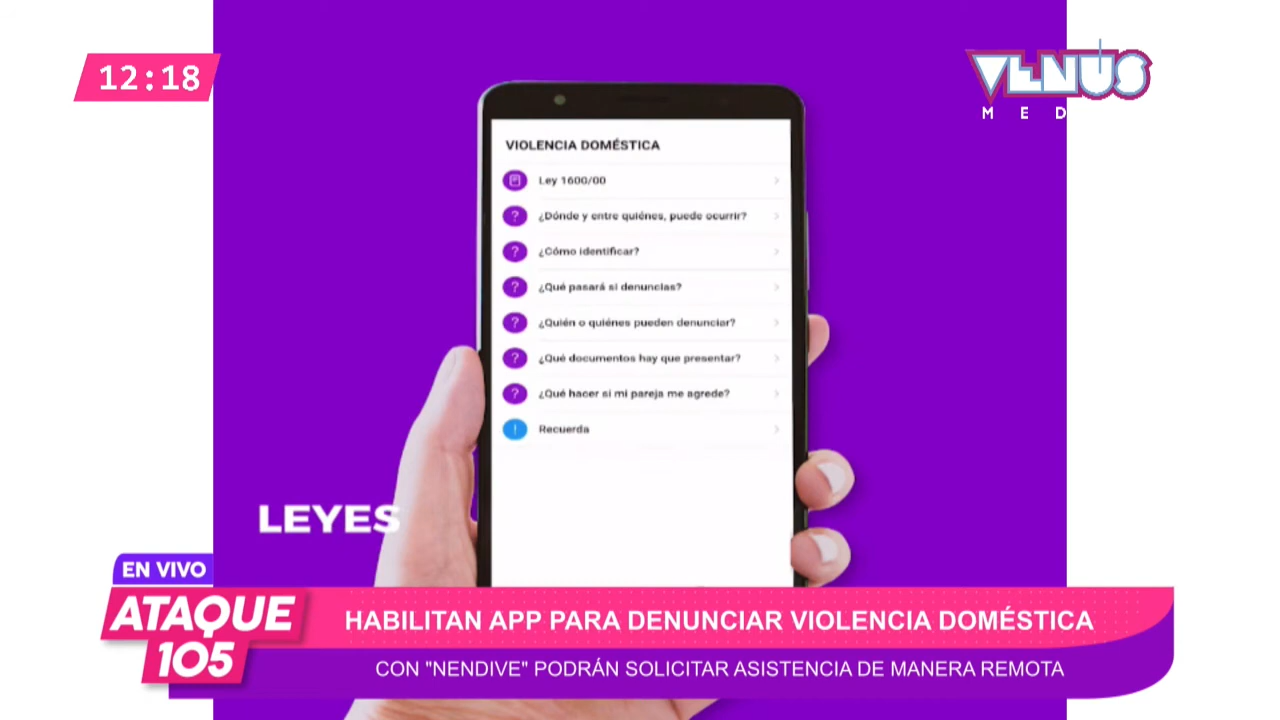 12:18
VENUS
MED
VIOLENCIA DOMÉSTICA
Ley 1600/00
¿Dónde y entre quiénes, puede ocurrir?
¿Cómo identificar?
¿Qué pasará si denuncias?
¿Quién o quiénes pueden denunciar?
¿Qué documentos hay que presentar?
¿Qué hacer si mi pareja me agrede?
Recuerda
LEYES
EN VIVO
ATAQUE
105
HABILITAN APP PARA DENUNCIAR VIOLENCIA DOMÉSTICA
CON "NENDIVE" PODRÁN SOLICITAR ASISTENCIA DE MANERA REMOTA